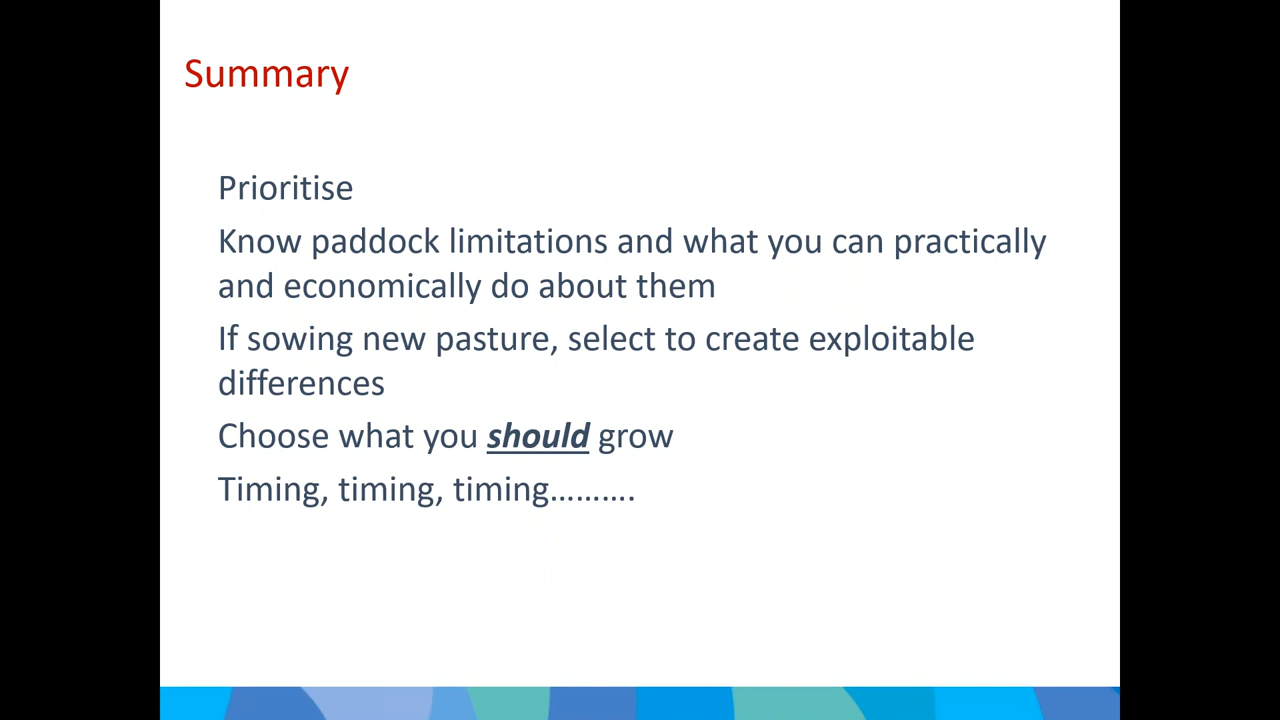 Summary
Prioritise
Know paddock limitations and what you can practically
and economically do about them
If sowing new pasture, select to create exploitable
differences
Choose what you should grow
Timing, timing, timing……….